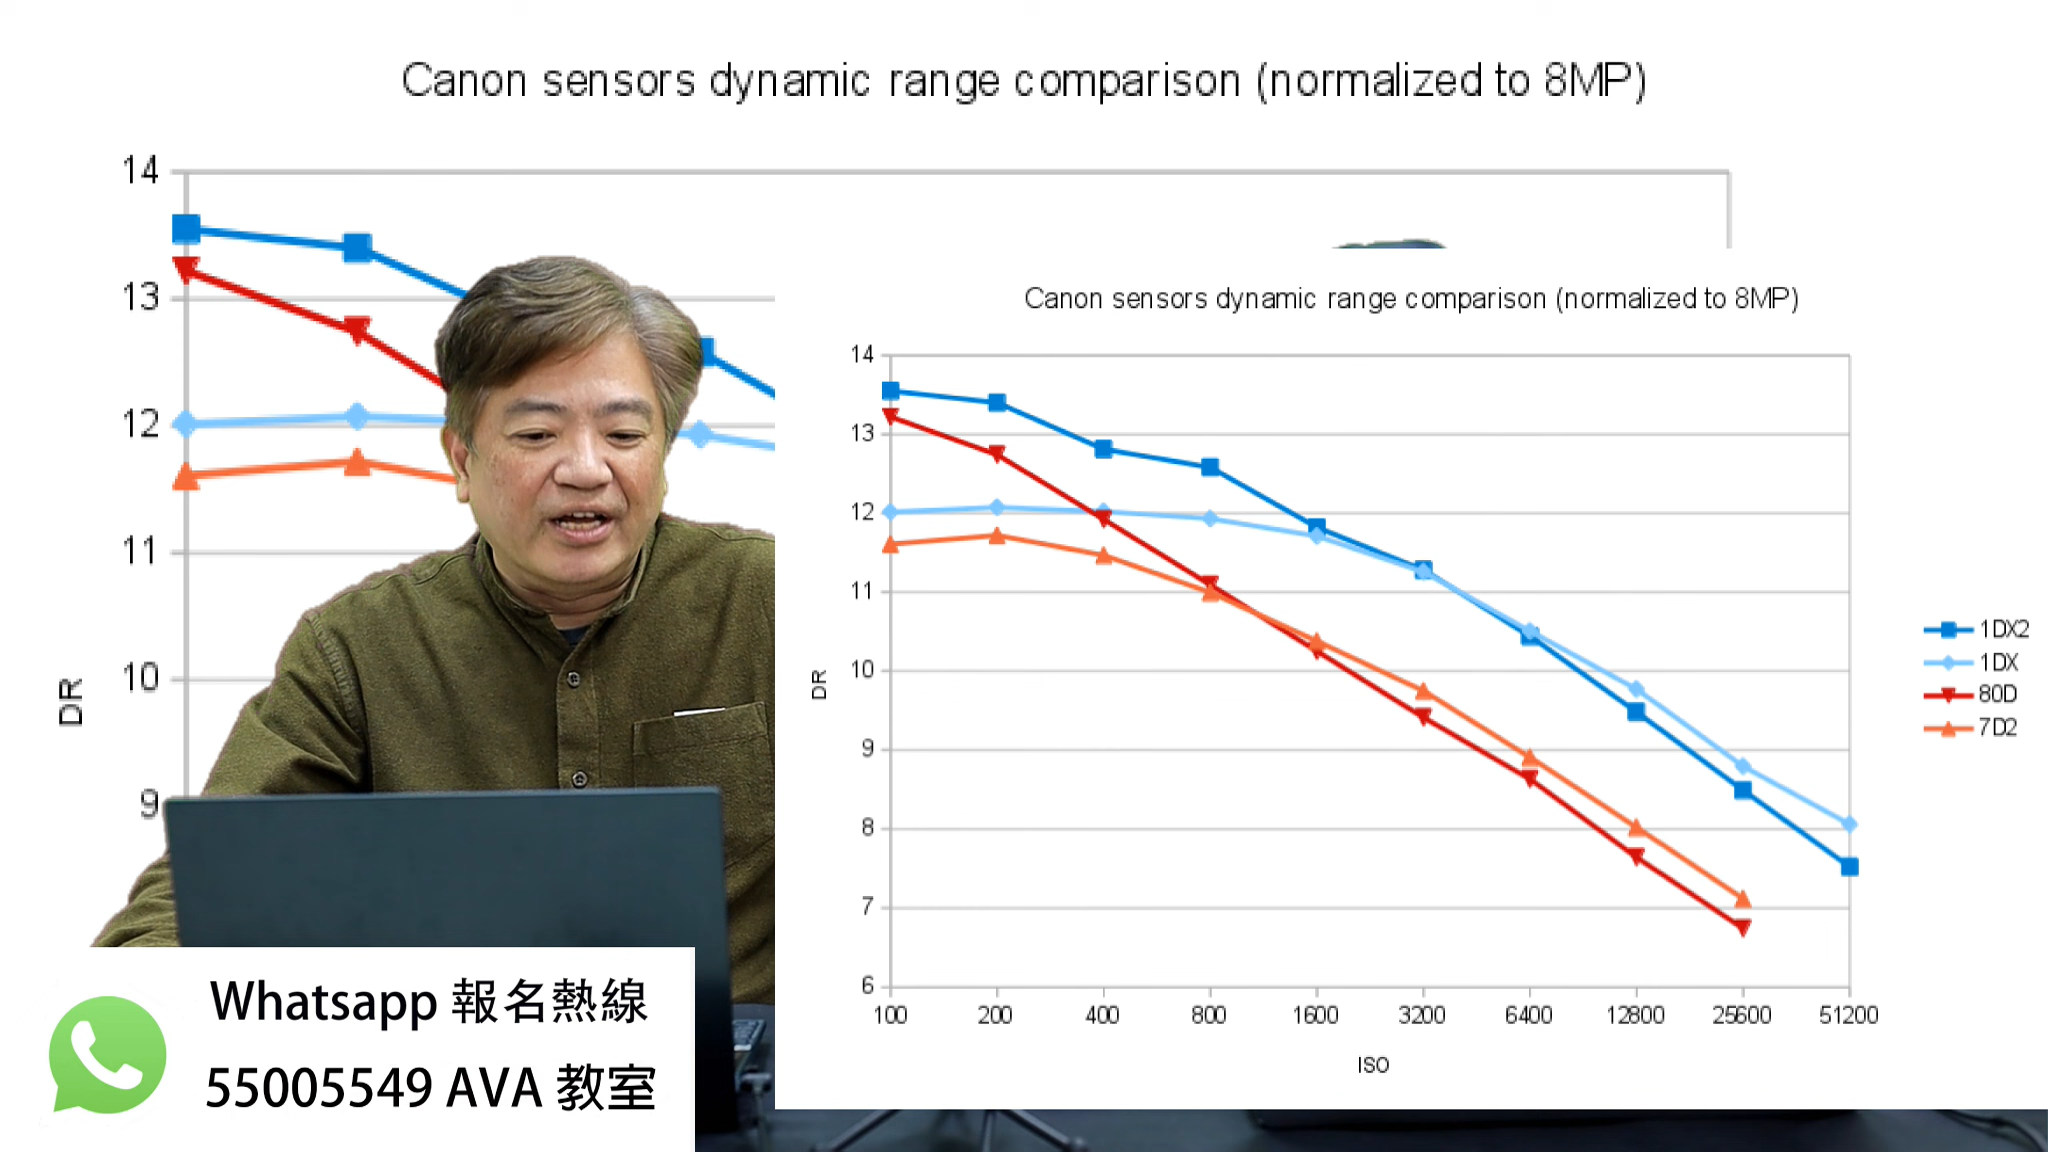 Canon sensors dynamic range comparison (normalized to 8MP)
14
13
12
11
10
9
DR
Canon sensors dynamic range comparison (normalized to 8MP)
14
13
12
11
10
9
8
7
6
DR
100 200 400 800 1600 3200 6400 12800 25600 51200
ISO
1DX2
1DX
80D
7D2
Whatsapp 報名熱線
55005549 AVA 教室